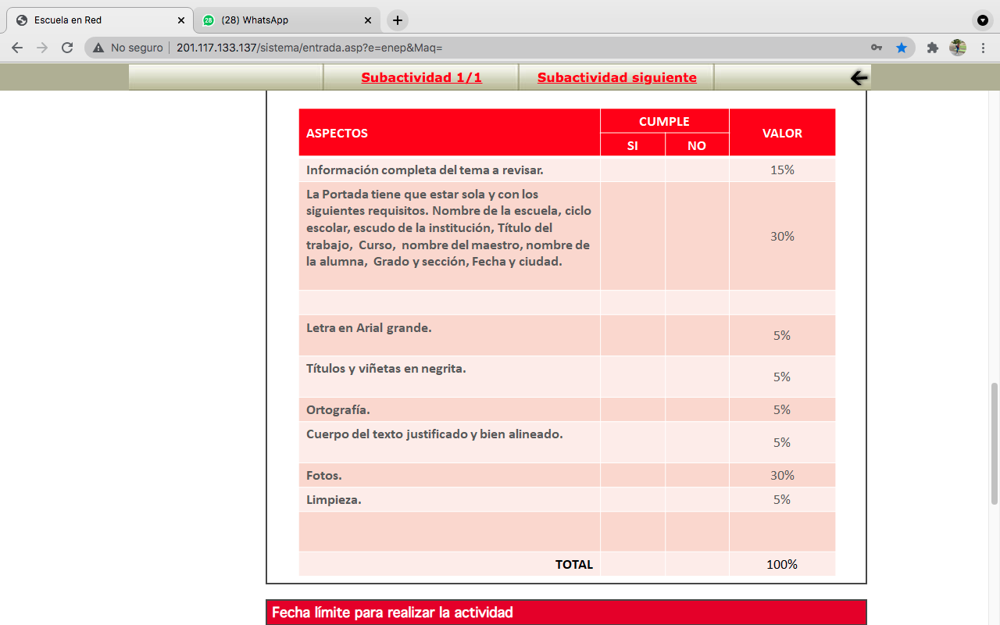 Escuela en Red
28
(28) WhatsApp
No seguro
201.117.133.137/sistema/entrada.asp?e=enep&Maq=
Subactividad 1/1
Subactividad siguiente
ASPECTOS
CUMPLE
VALOR
SI
NO
Información completa del tema a revisar.
15%
La Portada tiene que estar sola y con los
siguientes requisitos. Nombre de la escuela, ciclo
escolar, escudo de la institución, Título del
trabajo, Curso, nombre del maestro, nombre de
la alumna, Grado y sección, Fecha y ciudad.
30%
Letra en Arial grande.
5%
Títulos y viñetas en negrita.
5%
Ortografía.
5%
Cuerpo del texto justificado y bien alineado.
5%
Fotos.
30%
Limpieza.
5%
TOTAL
100%
Fecha límite para realizar la actividad